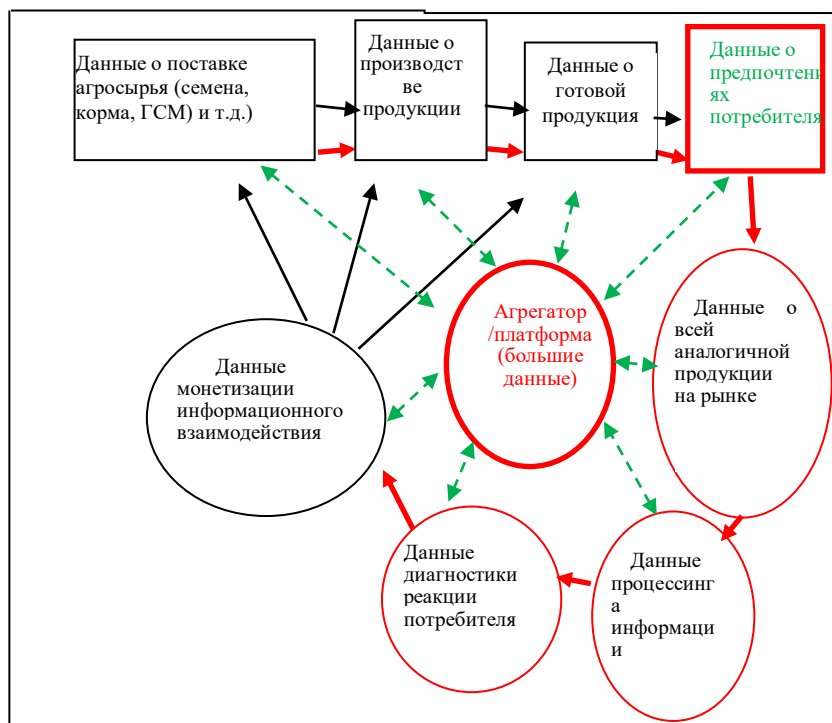 Данные о поставке
агросырья (семена,
корма, ГСМ) и т.д.)
Данные о
производст
ве
продукции
Данные о
готовой
продукция
Данные о
предпочтени
ях
потребителя
Агрегатор
/платформа
(большие
данные)
Данные о
всей
аналогичной
продукции
на рынке
Данные
монетизации
информационного
взаимодействия
Данные
диагностики
реакции
потребителя
Данные
процессинг
а
информаци
и